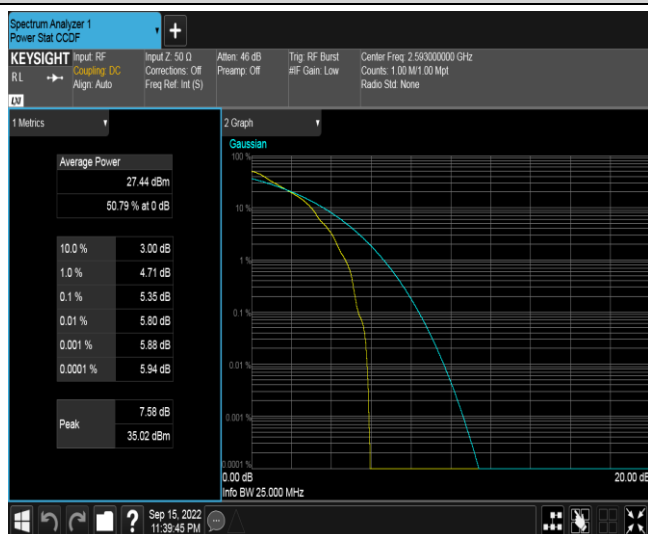 Spectrum Analyzer 1
Power Stat CCDF
+
KEYSIGHT
RL
LXI
Input: RF
Coupling: DC
Align: Auto
Input Z: 50 Ω
Corrections: Off
Freq Ref: Int (S)
Atten: 46 dB
Preamp: Off
Trig: RF Burst
#IF Gain: Low
Center Freq: 2.593000000 GHz
Counts: 1.00 M/1.00 Mpt
Radio Std: None
1 Metrics
Average Power
27.44 dBm
50.79 % at 0 dB
10.0 % 3.00 dB
1.0 % 4.71 dB
0.1 % 5.35 dB
0.01 % 5.80 dB
0.001 % 5.88 dB
0.0001 % 5.94 dB
Peak
7.58 dB
35.02 dBm
2 Graph
Gaussian
100 %
10 %
1 %
0.1 %
0.01 %
0.001 %
0.0001 %
0.00 dB
20.00 dB
Info BW 25.000 MHz
?
Sep 15, 2022
11:39:45 PM